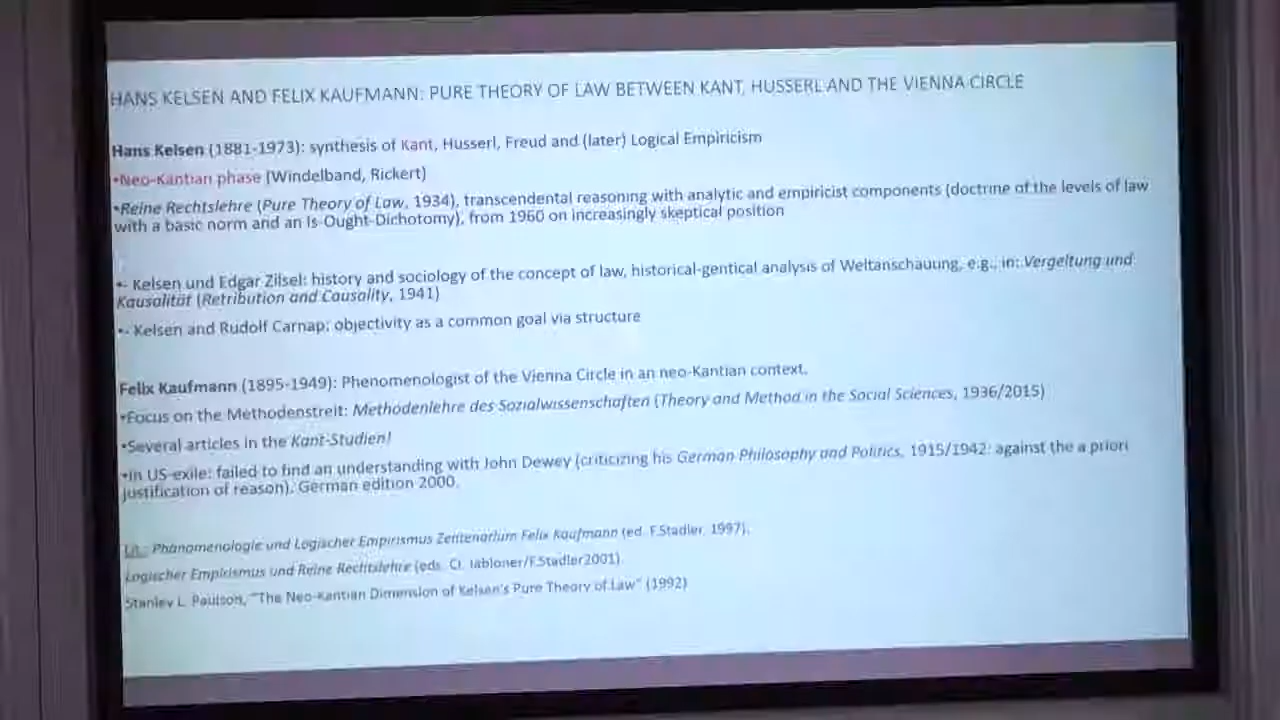 HANS KELSEN AND FELIX KAUFMANN: PURE THEORY OF LAW BETWEEN KANT, HUSSERL AND THE VIENNA CIRCLE
Hans Kelsen (1881-1973): synthesis of Kant, Husserl, Freud and (later) Logical Empiricism
•Neo-Kantian phase (Windelband, Rickert)
•Reine Rechtslehre (Pure Theory of Law, 1934), transcendental reasoning with analytic and empiricist components (doctrine of the levels of law
with a basic norm and an Is-Ought-Dichotomy), from 1960 on increasingly skeptical position
•- Kelsen und Edgar Zilsel: history and sociology of the concept of law, historical-gentical analysis of Weltanschauung, e.g., in: Vergeltung und
Kausalität (Retribution and Causality, 1941)
•- Kelsen and Rudolf Carnap: objectivity as a common goal via structure
Felix Kaufmann (1895-1949): Phenomenologist of the Vienna Circle in an neo-Kantian context.
•Focus on the Methodenstreit: Methodenlehre des Sozialwissenschaften (Theory and Method in the Social Sciences, 1936/2015)
•Several articles in the Kant-Studien!
•In US-exile: failed to find an understanding with John Dewey (criticizing his German Philosophy and Politics, 1915/1942: against the a priori
justification of reason). German edition 2000.
Lit.: Phänomenologie und Logischer Empirismus Zentenarium Felix Kaufmann (ed. F.Stadler, 1997).
Logischer Empirismus und Reine Rechtslehre (eds. Cl. Jabloner/F.Stadler2001).
Stanley L. Paulson, "The Neo-Kantian Dimension of Kelsen's Pure Theory of Law" (1992)